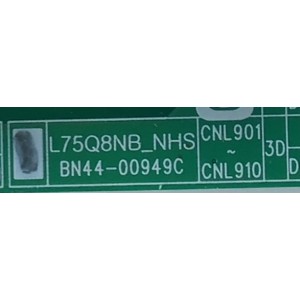 L75Q8NB_NHS
BN44-00949C
CNL901
~
CNL910
3D
D